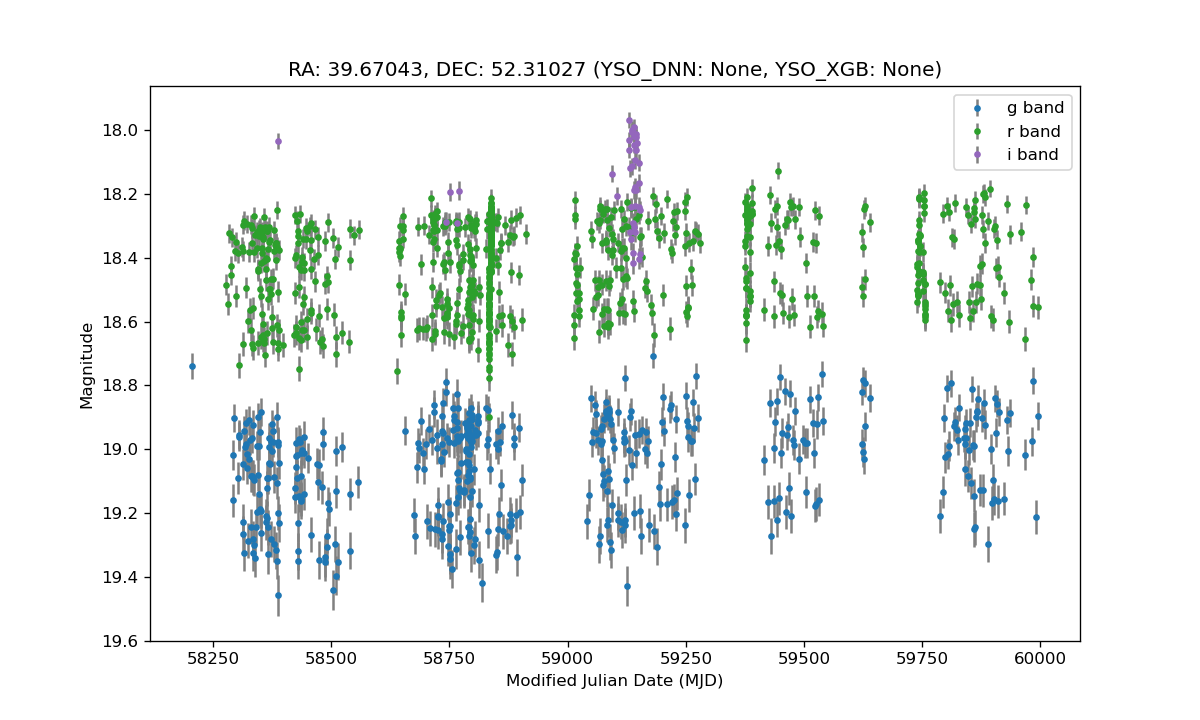 RA: 39.67043, DEC: 52.31027 (YSO_DNN: None, YSO_XGB: None)
g band
r band
i band
18.0
18.2
18.4
18.6
18.8
19.0
19.2
19.4
19.6
Magnitude
58250
58500
58750
59000
59250
59500
59750
60000
Modified Julian Date (MJD)